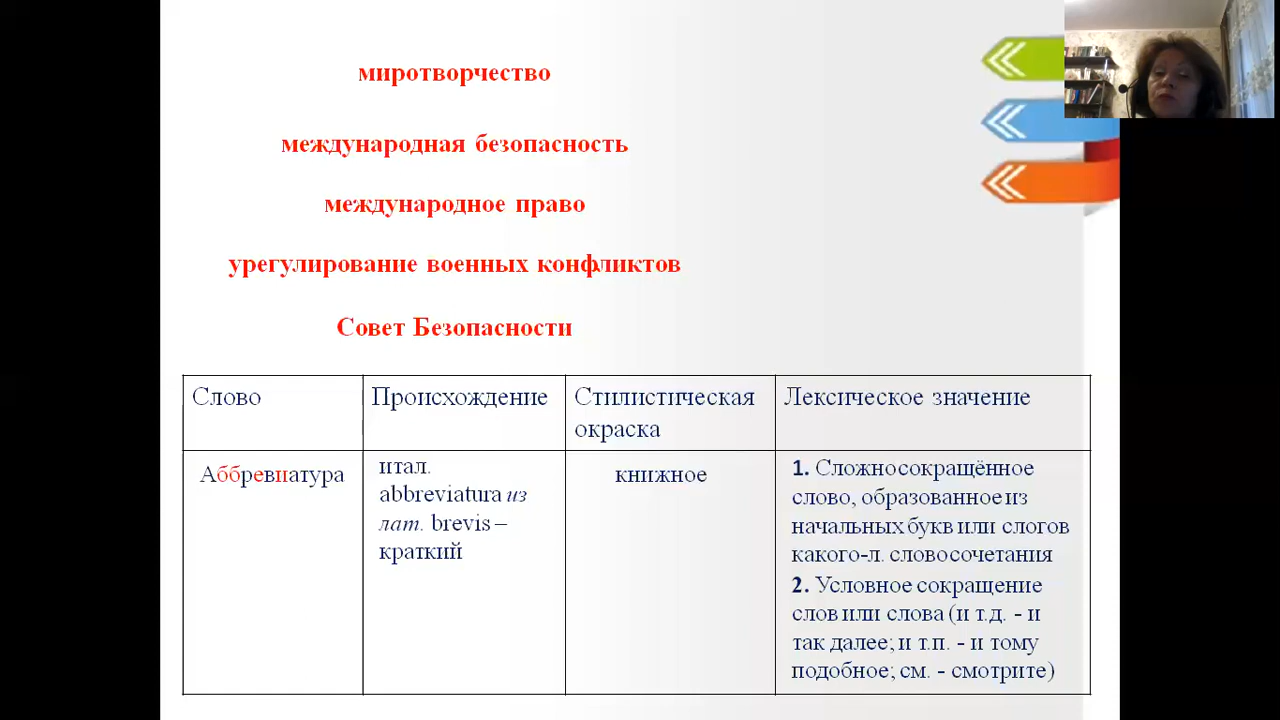 миротворчество
международная безопасность
международное право
урегулирование военных конфликтов
Совет Безопасности
Слово
Происхождение
Стилистическая
окраска
Лексическое значение
Аббревиатура
итал.
abbreviatura из
лат. brevis –
краткий
книжное
1. Сложносокращённое
слово, образованное из
начальных букв или слогов
какого-л. словосочетания
2. Условное сокращение
слов или слова (и т.д. - и
так далее; и т.п. - и тому
подобное; см. - смотрите)